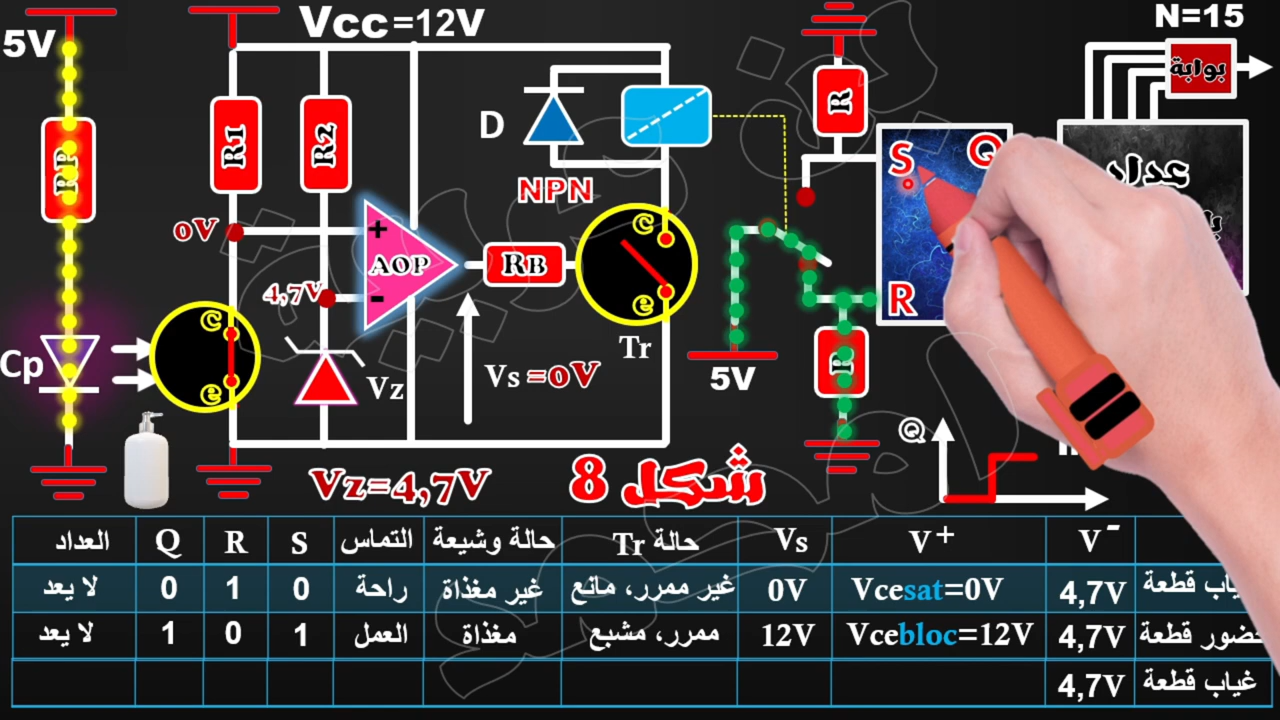 Vcc=12V
N=15
5V
بوابة
RP
R1
R2
D
R
S
Q
عداد
NPN
0V
+
AOP
-
RB
c
e
4,7V
R
Tr
Cp
c
e
Vz
Vs =0V
5V
R
Q
Vz=4,7V
شكل 8
العداد Q R S التماس حالة وشيعة حالة Tr Vs V+ V-
لا يعد 0 1 0 راحة غير مغذاة غير ممرر، مانع 0V Vcesat=0V 4,7V غياب قطعة
لا يعد 1 0 1 العمل مغذاة ممرر، مشبع 12V Vcebloc=12V 4,7V حضور قطعة
4,7V غياب قطعة